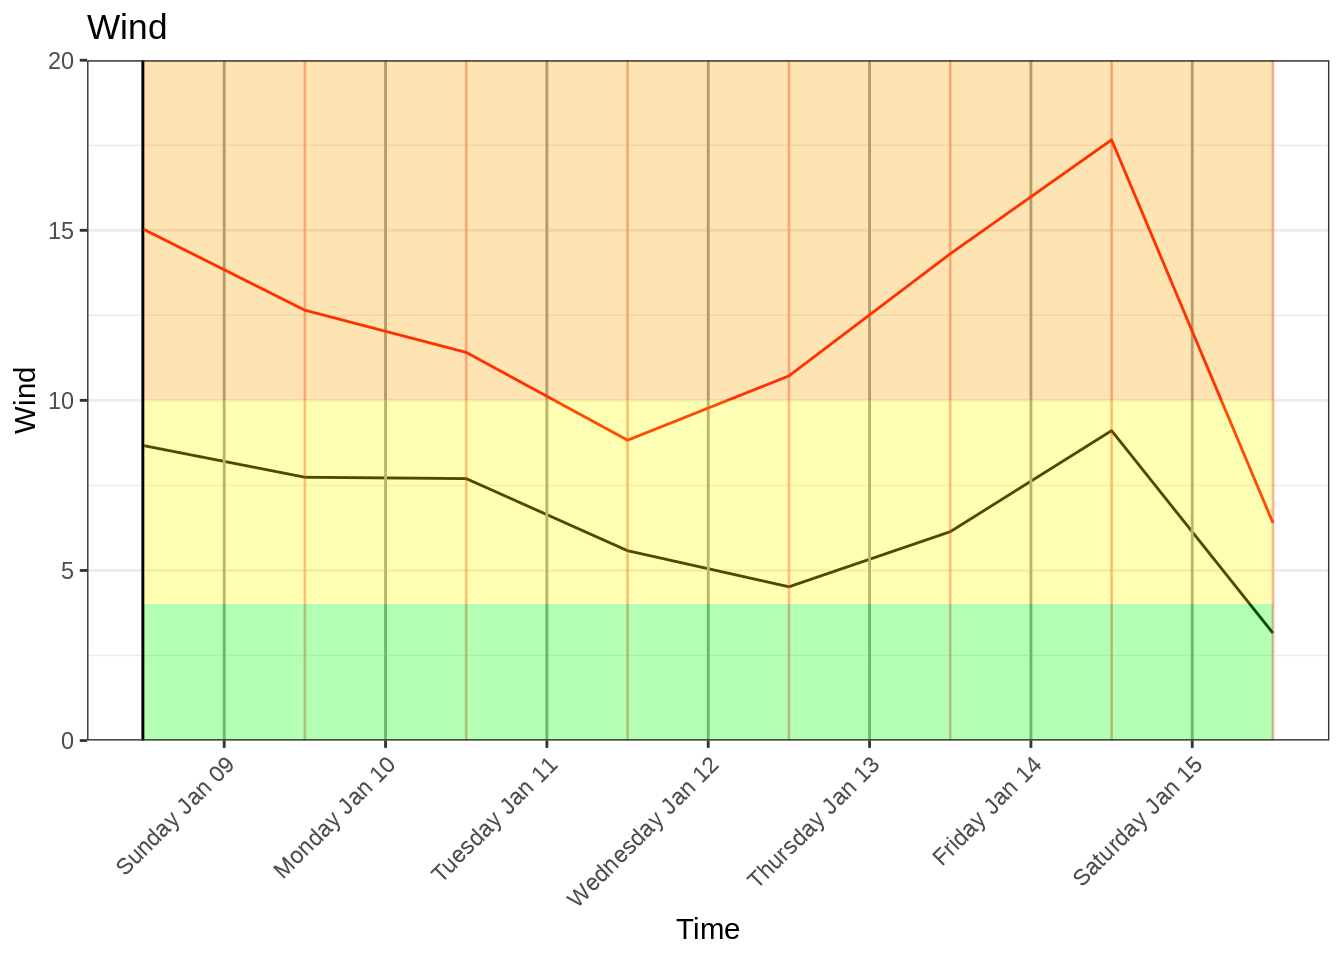 Wind
20
15
10
5
0
Wind
Sunday Jan 09
Monday Jan 10
Tuesday Jan 11
Wednesday Jan 12
Thursday Jan 13
Friday Jan 14
Saturday Jan 15
Time